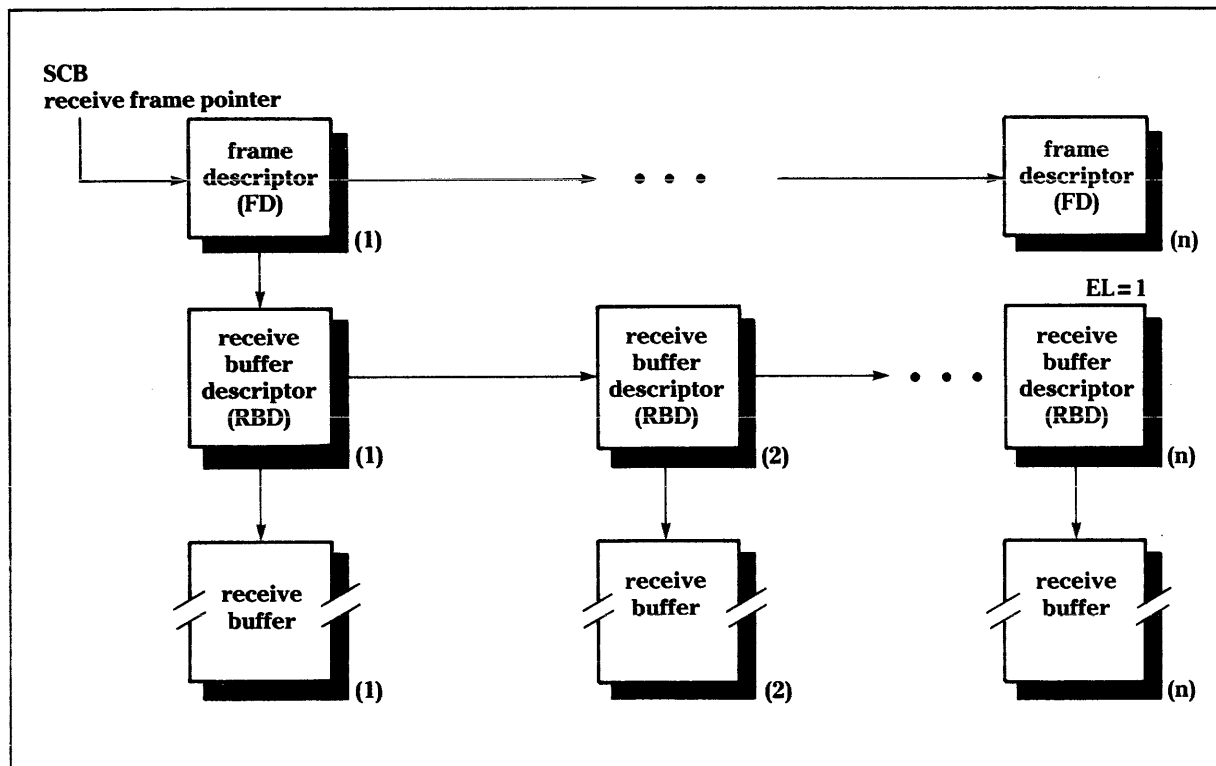 SCB
receive frame pointer
frame
descriptor
(FD)
(1)
• • •
frame
descriptor
(FD)
(n)
receive
buffer
descriptor
(RBD)
(1)
receive
buffer
descriptor
(RBD)
(2)
• • •
EL = 1
receive
buffer
descriptor
(RBD)
(n)
receive
buffer
(1)
receive
buffer
(2)
receive
buffer
(n)